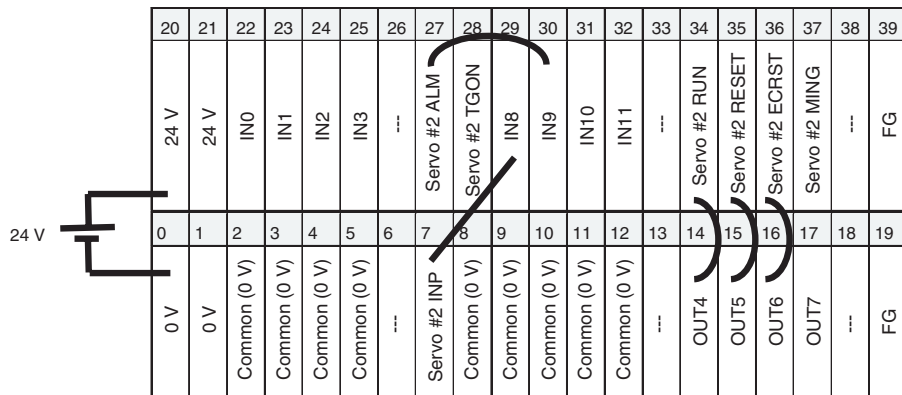 20 21 22 23 24 25 26 27 28 29 30 31 32 33 34 35 36 37 38 39
24 V 24 V IN0 IN1 IN2 IN3 --- Servo #2 ALM Servo #2 TGON IN8 IN9 IN10 IN11 --- Servo #2 RUN Servo #2 RESET Servo #2 ECRST Servo #2 MING --- FG
24 V
0 1 2 3 4 5 6 7 8 9 10 11 12 13 14 15 16 17 18 19
0 V 0 V Common (0 V) Common (0 V) Common (0 V) Common (0 V) --- Servo #2 INP Common (0 V) Common (0 V) Common (0 V) Common (0 V) Common (0 V) --- OUT4 OUT5 OUT6 OUT7 --- FG